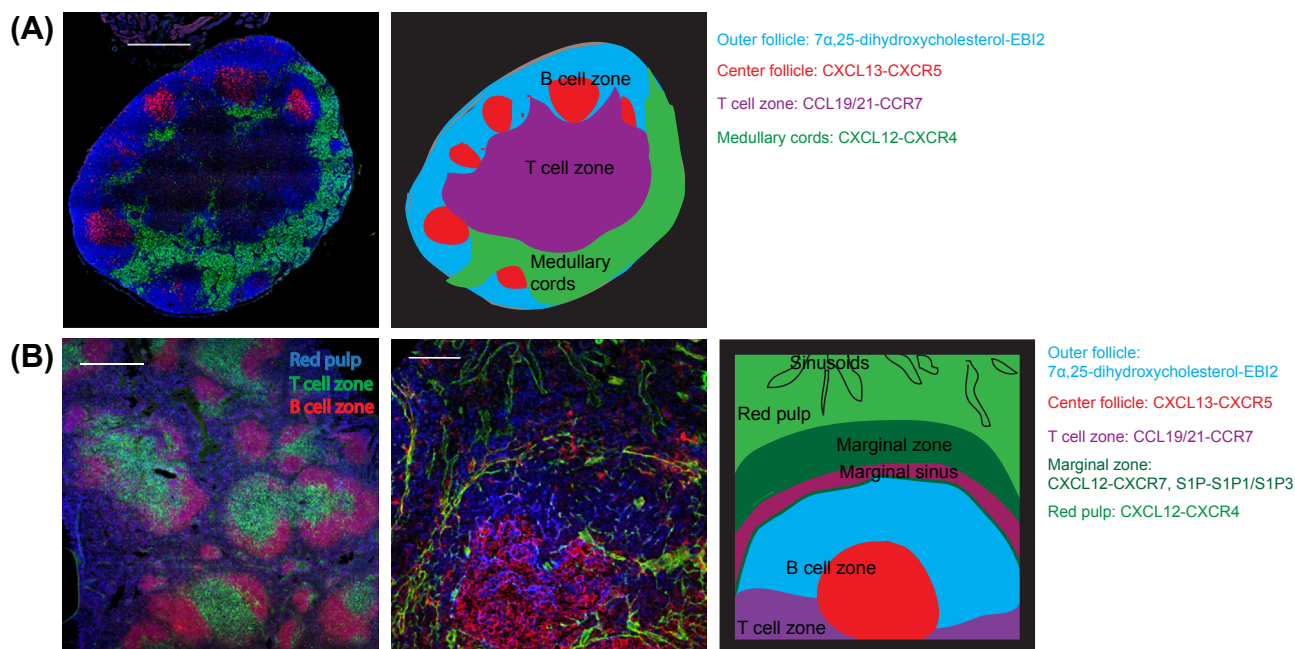 (A)
B cell zone
T cell zone
Medullary
cords
Outer follicle: 7α,25-dihydroxycholesterol-EBI2
Center follicle: CXCL13-CXCR5
T cell zone: CCL19/21-CCR7
Medullary cords: CXCL12-CXCR4
(B)
Red pulp
T cell zone
B cell zone
Sinusolds
Red pulp
Marginal zone
Marginal sinus
B cell zone
T cell zone
Outer follicle:
7α,25-dihydroxycholesterol-EBI2
Center follicle: CXCL13-CXCR5
T cell zone: CCL19/21-CCR7
Marginal zone:
CXCL12-CXCR7, S1P-S1P1/S1P3
Red pulp: CXCL12-CXCR4